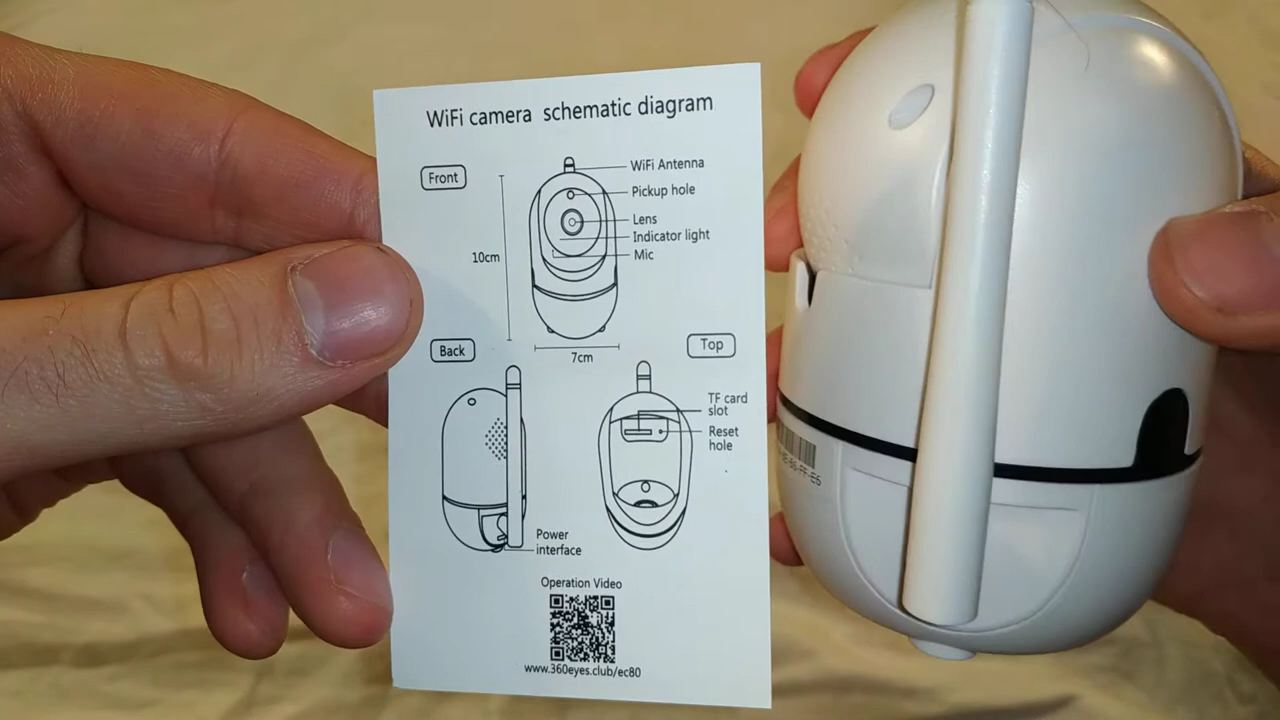 WiFi camera schematic diagram
Front
WiFi Antenna
Pickup hole
Lens
Indicator light
Mic
10cm
7cm
Back
Top
TF card
slot
Reset
hole
Power
interface
Operation Video
www.360eyes.club/ec80